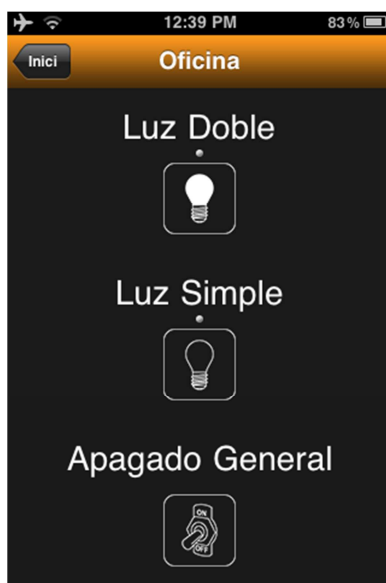 12:39 PM 83%
Inici Oficina
Luz Doble
Luz Simple
Apagado General
ON
OFF